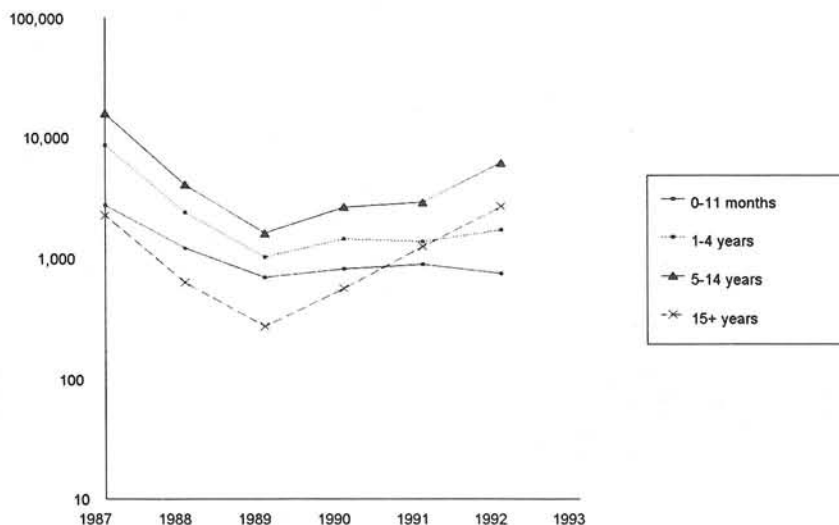 100,000
10,000
1,000
100
10
1987 1988 1989 1990 1991 1992 1993
0-11 months
1-4 years
5-14 years
15+ years